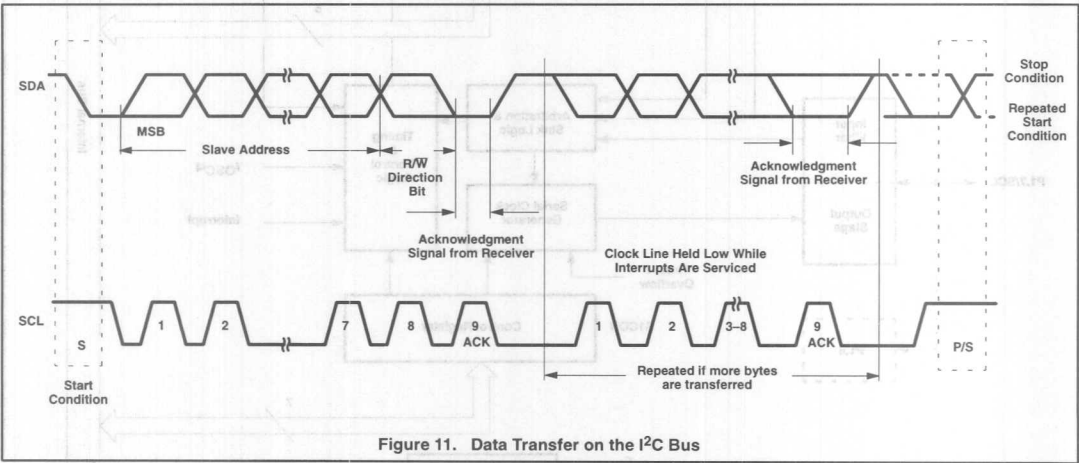 SDA
MSB
Slave Address
R/W̅
Direction
Bit
Acknowledgment
Signal from Receiver
Acknowledgment
Signal from Receiver
Stop
Condition
Repeated
Start
Condition
Clock Line Held Low While
Interrupts Are Serviced
SCL
S
1
2
7
8
9
ACK
1
2
3–8
9
ACK
P/S
Start
Condition
Repeated if more bytes
are transferred
Figure 11. Data Transfer on the I²C Bus